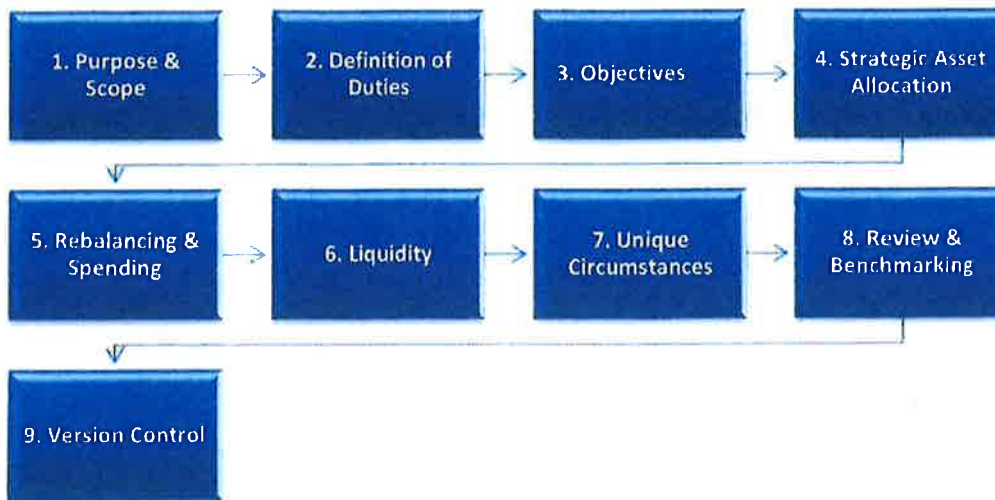 1. Purpose &
Scope
2. Definition of
Duties
3. Objectives
4. Strategic Asset
Allocation
5. Rebalancing &
Spending
6. Liquidity
7. Unique
Circumstances
8. Review &
Benchmarking
9. Version Control